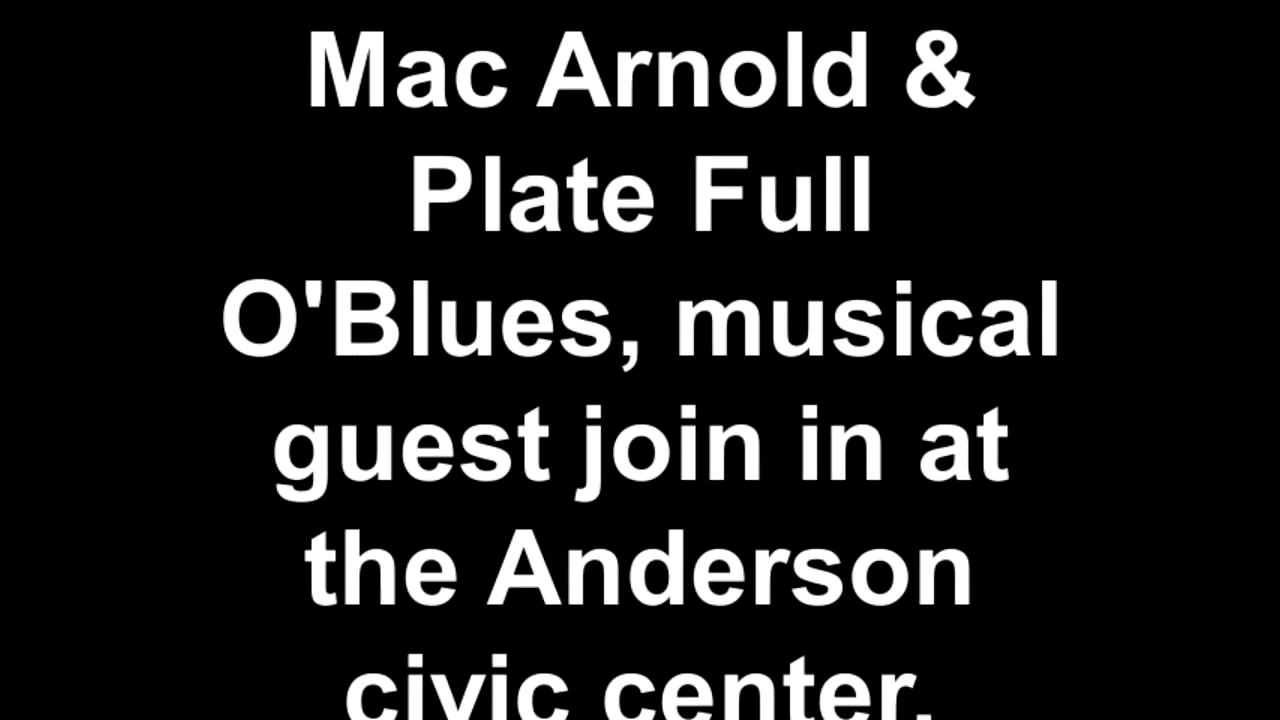 Mac Arnold &
Plate Full
O'Blues, musical
guest join in at
the Anderson
civic center.